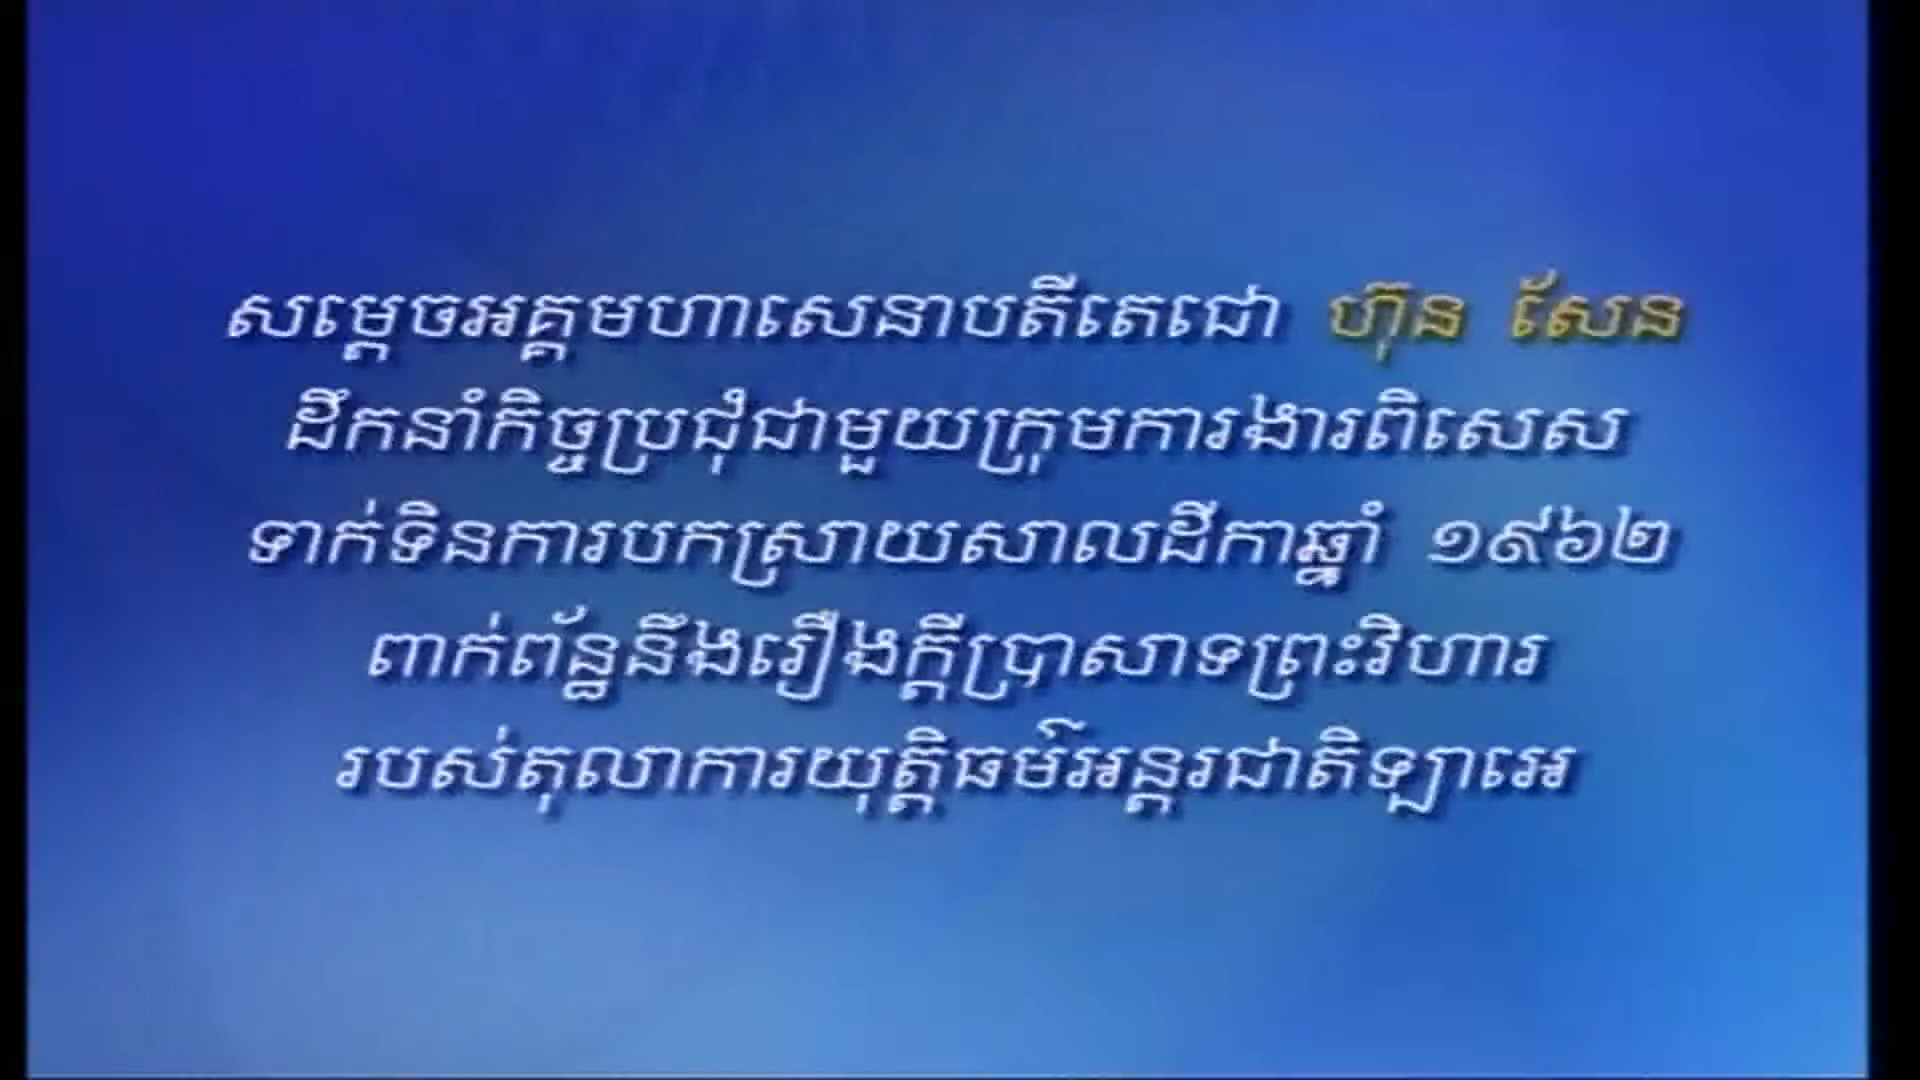 សម្ដេចអគ្គមហាសេនាបតីតេជោ ហ៊ុន សែន
ដឹកនាំកិច្ចប្រជុំជាមួយក្រុមការងារពិសេស
ទាក់ទិនការបកស្រាយសាលដីកាឆ្នាំ ១៩៦២
ពាក់ព័ន្ធនឹងរឿងក្ដីប្រាសាទព្រះវិហារ
របស់តុលាការយុត្តិធម៌អន្តរជាតិឡាអេ